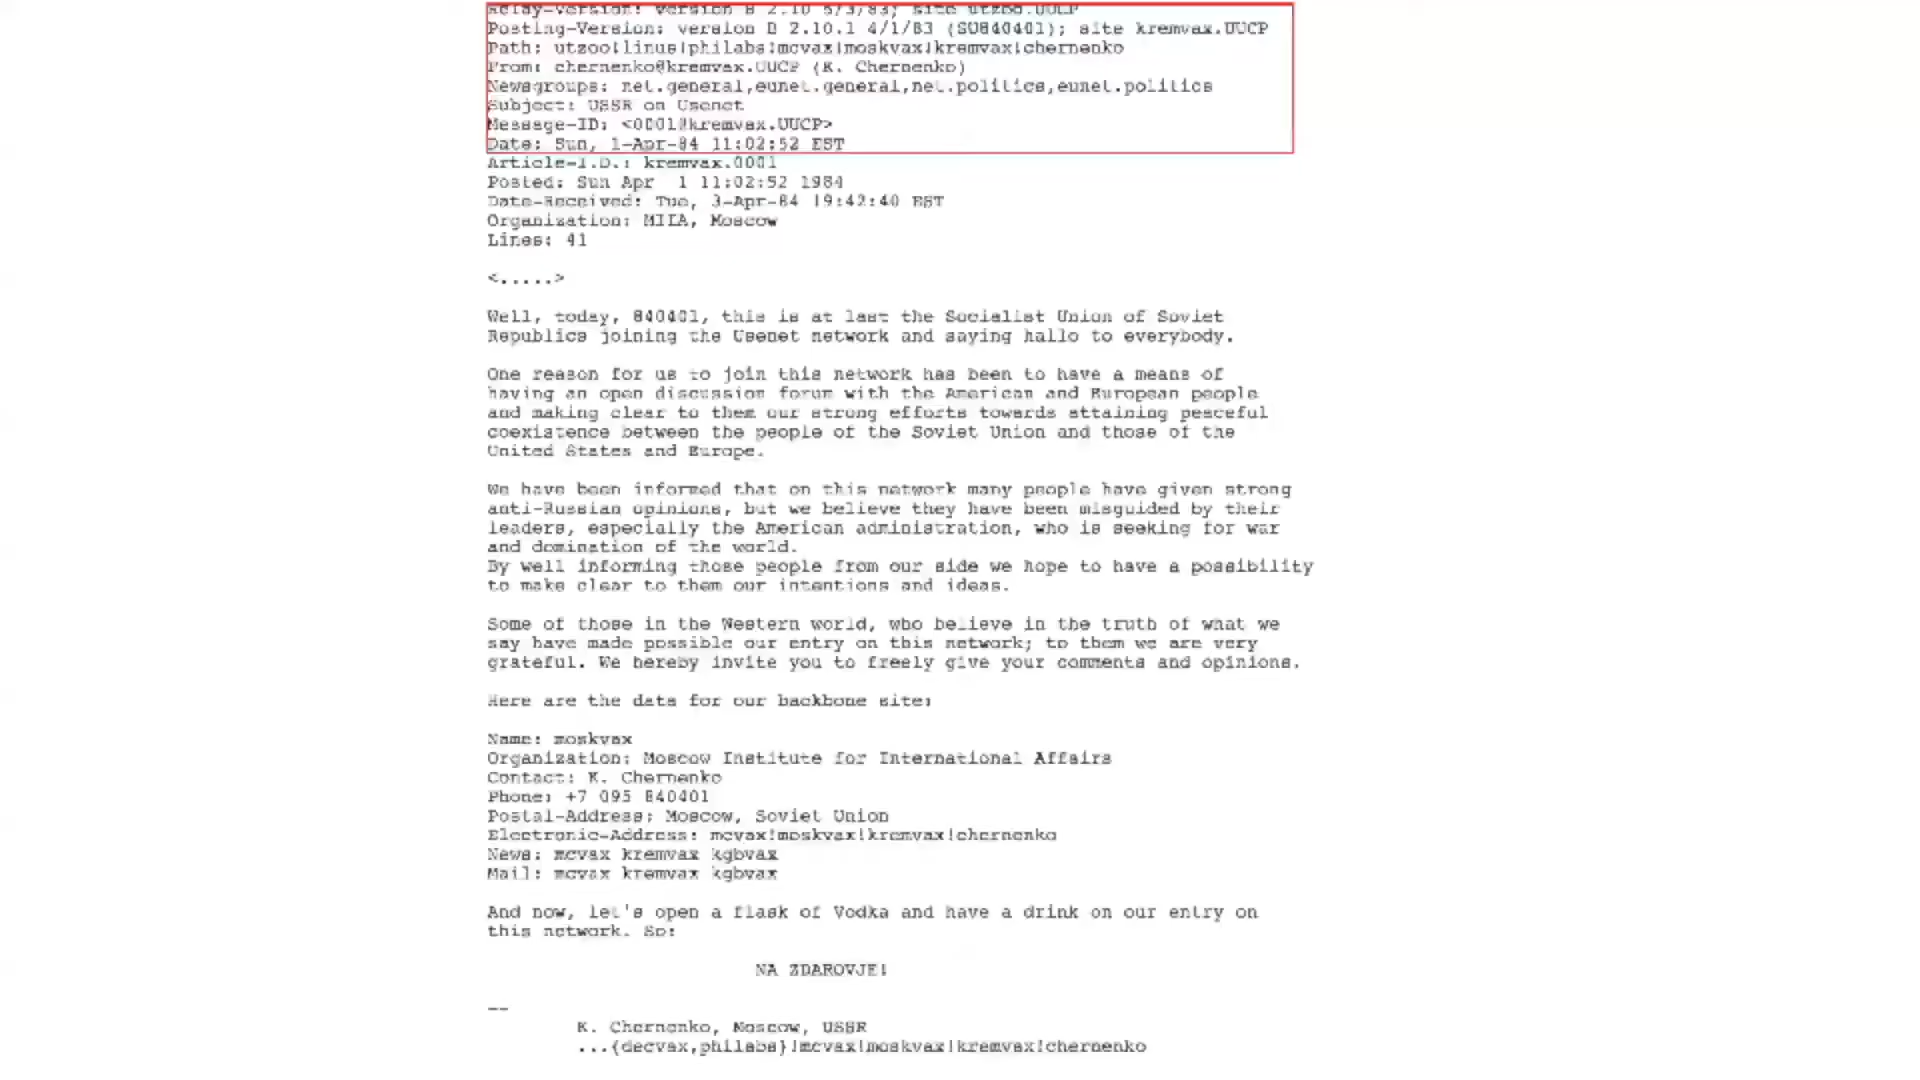 Relay-Version: version B 2.10 5/3/83; site utzoo.UUCP
Posting-Version: version B 2.10.1 4/1/83 (SU840401); site kremvax.UUCP
Path: utzoo!linus!philabs!mcvax!moskvax!kremvax!chernenko
From: chernenko@kremvax.UUCP (K. Chernenko)
Newsgroups: net.general,eunet.general,net.politics,eunet.politics
Subject: USSR on Usenet
Message-ID: <0001@kremvax.UUCP>
Date: Sun, 1-Apr-84 11:02:52 EST
Article-I.D.: kremvax.0001
Posted: Sun Apr  1 11:02:52 1984
Date-Received: Tue, 3-Apr-84 19:42:40 EST
Organization: MIIA, Moscow
Lines: 41
<.....>
Well, today, 840401, this is at last the Socialist Union of Soviet
Republics joining the Usenet network and saying hallo to everybody.
One reason for us to join this network has been to have a means of
having an open discussion forum with the American and European people
and making clear to them our strong efforts towards attaining peaceful
coexistence between the people of the Soviet Union and those of the
United States and Europe.
We have been informed that on this network many people have given strong
anti-Russian opinions, but we believe they have been misguided by their
leaders, especially the American administration, who is seeking for war
and domination of the world.
By well informing those people from our side we hope to have a possibility
to make clear to them our intentions and ideas.
Some of those in the Western world, who believe in the truth of what we
say have made possible our entry on this network; to them we are very
grateful. We hereby invite you to freely give your comments and opinions.
Here are the data for our backbone site:
Name: moskvax
Organization: Moscow Institute for International Affairs
Contact: K. Chernenko
Phone: +7 095 840401
Postal-Address: Moscow, Soviet Union
Electronic-Address: mcvax!moskvax!kremvax!chernenko
News: mcvax kremvax kgbvax
Mail: mcvax kremvax kgbvax
And now, let's open a flask of Vodka and have a drink on our entry on
this network. So:
NA ZDAROVJE!
--
K. Chernenko, Moscow, USSR
...{decvax,philabs}!mcvax!moskvax!kremvax!chernenko